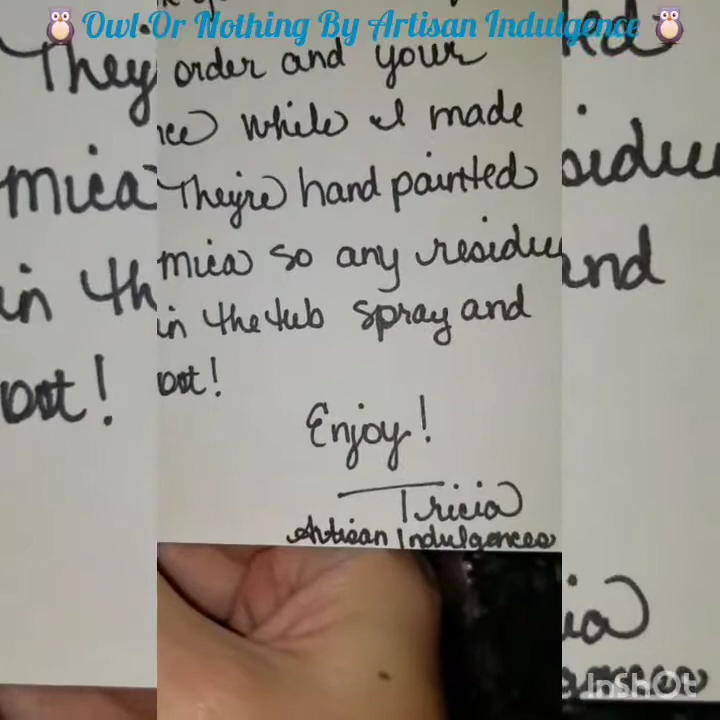 Owl Or Nothing By Artisan Indulgence
order and your
while I made
They're hand painted
mica so any residue
in the tub spray and
Enjoy!
Tricia
Artisan Indulgences
InShOt